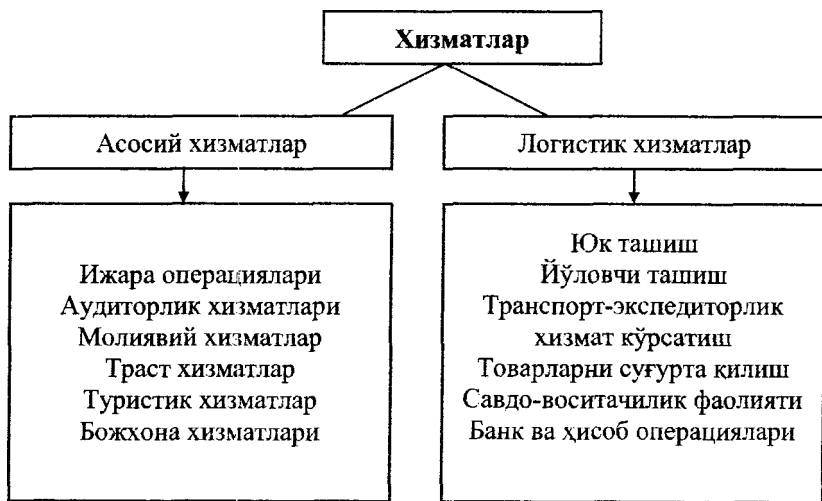 Хизматлар
Асосий хизматлар
Логистик хизматлар
Ижара операциялари
Аудиторлик хизматлари
Молиявий хизматлар
Траст хизматлар
Туристик хизматлар
Божхона хизматлари
Юк ташиш
Йўловчи ташиш
Транспорт-экспедиторлик
хизмат кўрсатиш
Товарларни суғурта қилиш
Савдо-воситачилик фаолияти
Банк ва ҳисоб операциялари